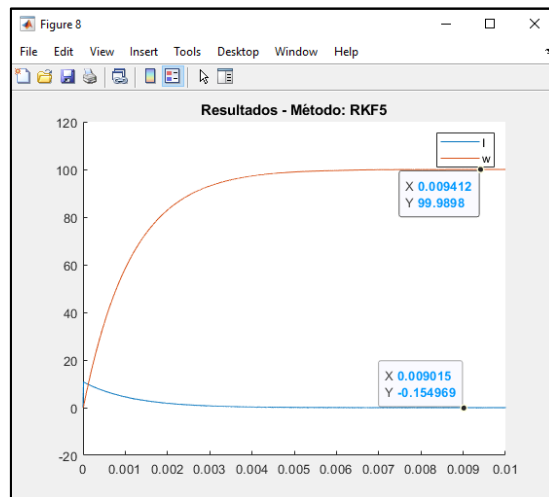 Figure 8
File Edit View Insert Tools Desktop Window Help
Resultados - Método: RKF5
120
100
80
60
40
20
0
-20
I
w
X 0.009412
Y 99.9898
X 0.009015
Y -0.154969
0 0.001 0.002 0.003 0.004 0.005 0.006 0.007 0.008 0.009 0.01